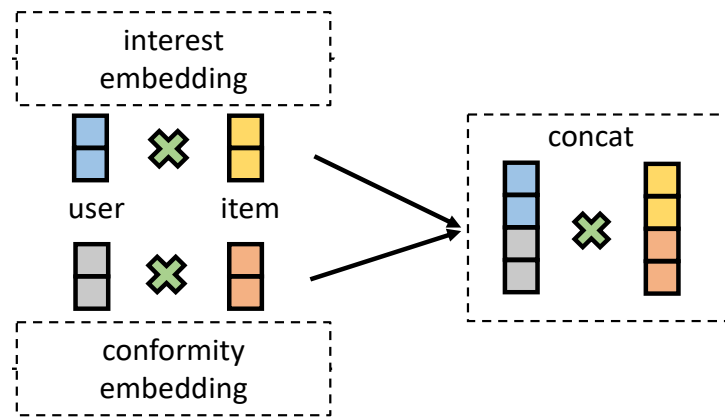 interest
embedding
user
item
conformity
embedding
concat